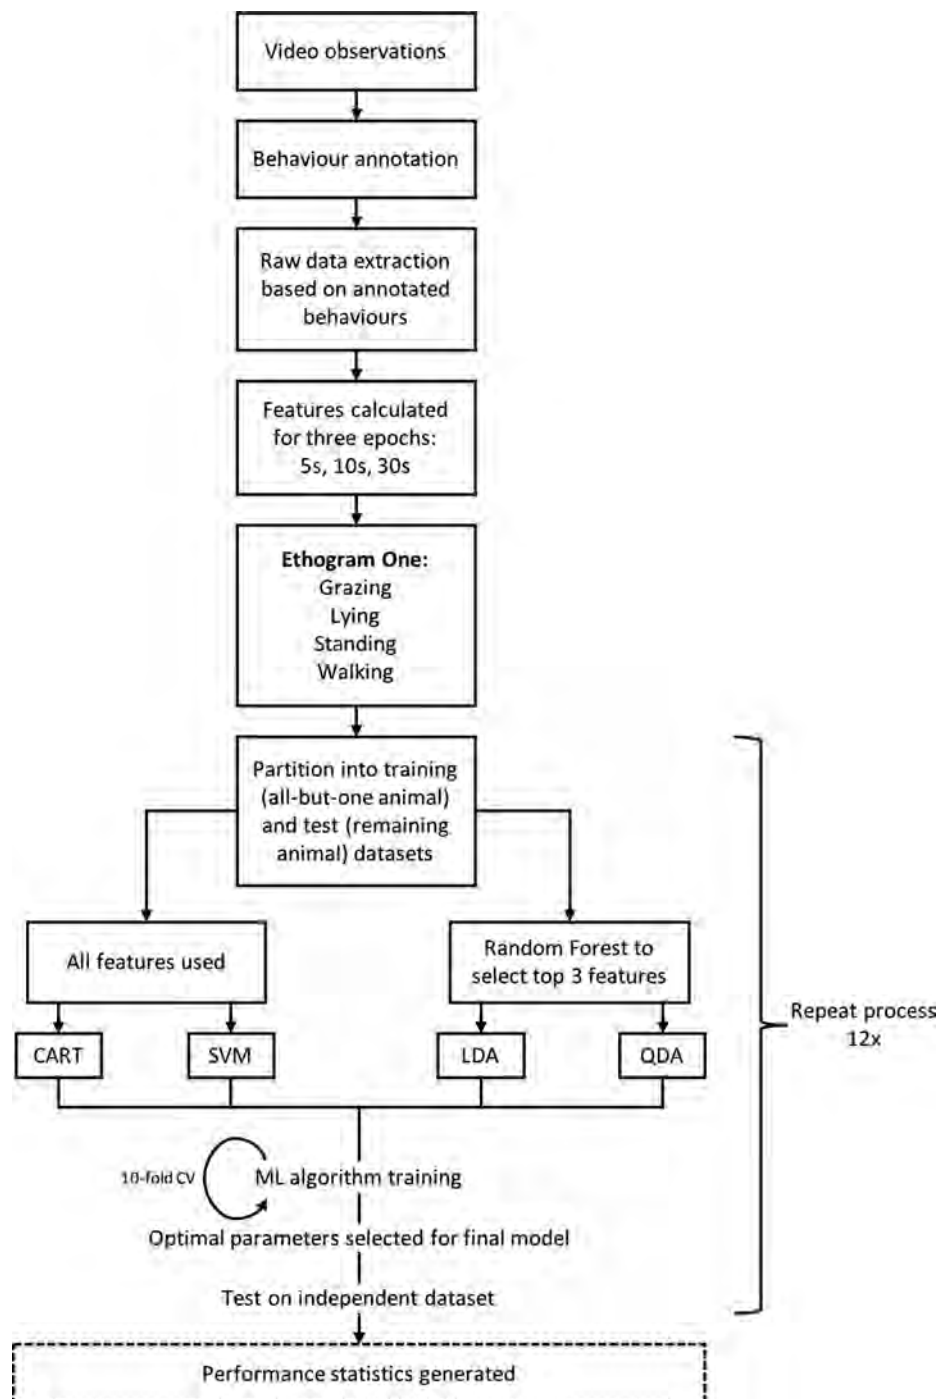 Video observations
Behaviour annotation
Raw data extraction
based on annotated
behaviours
Features calculated
for three epochs:
5s, 10s, 30s
Ethogram One:
Grazing
Lying
Standing
Walking
Partition into training
(all-but-one animal)
and test (remaining
animal) datasets
All features used
Random Forest to
select top 3 features
CART
SVM
LDA
QDA
Repeat process
12x
10-fold CV
ML algorithm training
Optimal parameters selected for final model
Test on independent dataset
Performance statistics generated